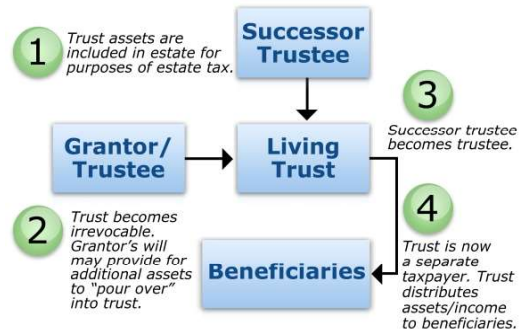 1
Trust assets are
included in estate for
purposes of estate tax.
Successor
Trustee
3
Successor trustee
becomes trustee.
Grantor/
Trustee
Living
Trust
2
Trust becomes
irrevocable.
Grantor's will
may provide for
additional assets
to “pour over”
into trust.
Beneficiaries
4
Trust is now
a separate
taxpayer. Trust
distributes
assets/income
to beneficiaries.